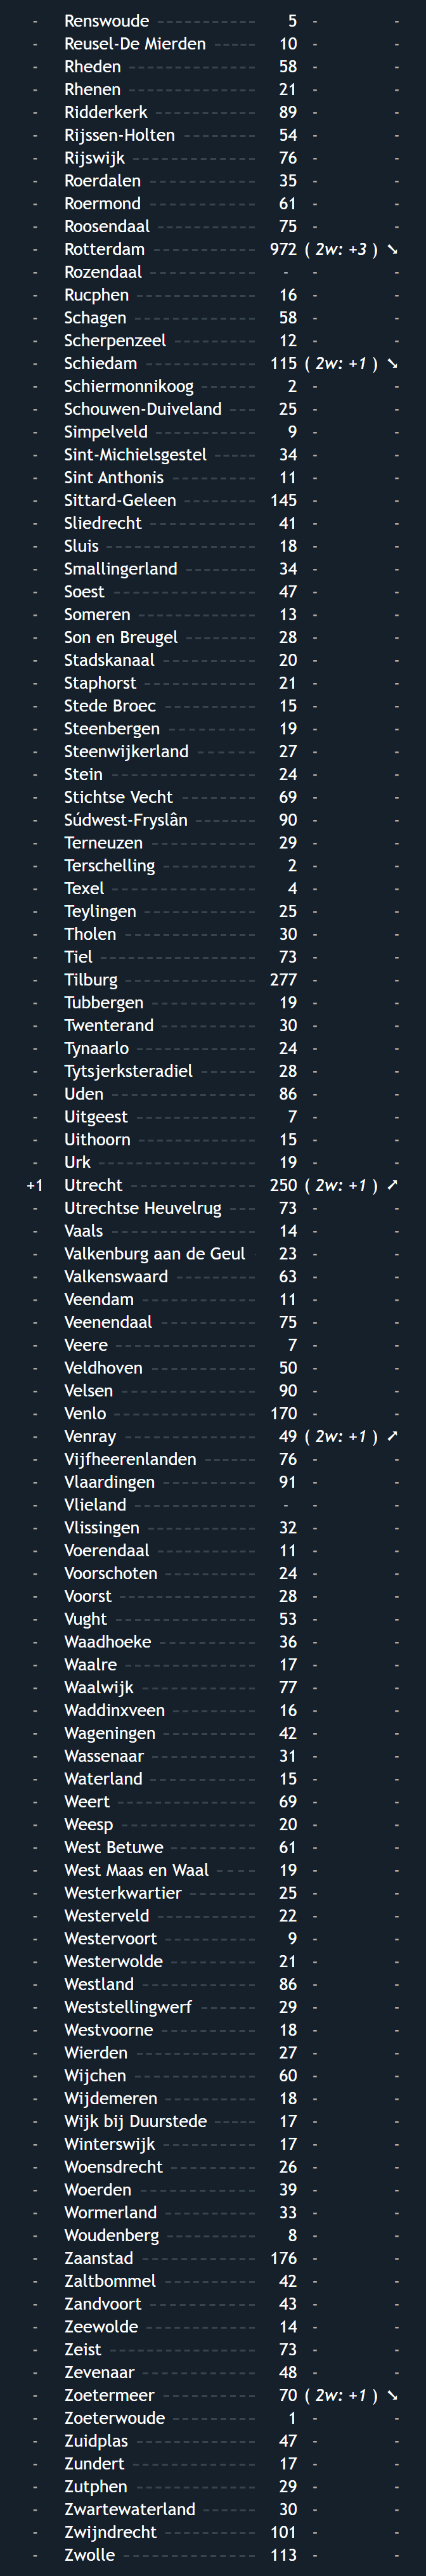 - Renswoude ----------- 5 - -
- Reusel-De Mierden ----- 10 - -
- Rheden -------------- 58 - -
- Rhenen -------------- 21 - -
- Ridderkerk ----------- 89 - -
- Rijssen-Holten -------- 54 - -
- Rijswijk ------------- 76 - -
- Roerdalen ----------- 35 - -
- Roermond ----------- 61 - -
- Roosendaal ---------- 75 - -
- Rotterdam ----------- 972 ( 2w: +3 ) ➘
- Rozendaal ----------- - - -
- Rucphen ------------ 16 - -
- Schagen ------------- 58 - -
- Scherpenzeel --------- 12 - -
- Schiedam ------------ 115 ( 2w: +1 ) ➘
- Schiermonnikoog ------ 2 - -
- Schouwen-Duiveland --- 25 - -
- Simpelveld ----------- 9 - -
- Sint-Michielsgestel ----- 34 - -
- Sint Anthonis --------- 11 - -
- Sittard-Geleen -------- 145 - -
- Sliedrecht ----------- 41 - -
- Sluis --------------- 18 - -
- Smallingerland ------- 34 - -
- Soest --------------- 47 - -
- Someren ------------ 13 - -
- Son en Breugel ------- 28 - -
- Stadskanaal --------- 20 - -
- Staphorst ----------- 21 - -
- Stede Broec --------- 15 - -
- Steenbergen --------- 19 - -
- Steenwijkerland ------ 27 - -
- Stein --------------- 24 - -
- Stichtse Vecht -------- 69 - -
- Súdwest-Fryslân ------ 90 - -
- Terneuzen ----------- 29 - -
- Terschelling ---------- 2 - -
- Texel --------------- 4 - -
- Teylingen ------------ 25 - -
- Tholen -------------- 30 - -
- Tiel ---------------- 73 - -
- Tilburg -------------- 277 - -
- Tubbergen ----------- 19 - -
- Twenterand ---------- 30 - -
- Tynaarlo ------------ 24 - -
- Tytsjerksteradiel ------ 28 - -
- Uden --------------- 86 - -
- Uitgeest ------------ 7 - -
- Uithoorn ------------ 15 - -
- Urk ---------------- 19 - -
+1 Utrecht ------------- 250 ( 2w: +1 ) ➚
- Utrechtse Heuvelrug --- 73 - -
- Vaals --------------- 14 - -
- Valkenburg aan de Geul - 23 - -
- Valkenswaard -------- 63 - -
- Veendam ------------ 11 - -
- Veenendaal ---------- 75 - -
- Veere -------------- 7 - -
- Veldhoven ----------- 50 - -
- Velsen -------------- 90 - -
- Venlo --------------- 170 - -
- Venray -------------- 49 ( 2w: +1 ) ➚
- Vijfheerenlanden ------ 76 - -
- Vlaardingen ---------- 91 - -
- Vlieland ------------- - - -
- Vlissingen ----------- 32 - -
- Voerendaal ---------- 11 - -
- Voorschoten --------- 24 - -
- Voorst -------------- 28 - -
- Vught -------------- 53 - -
- Waadhoeke ---------- 36 - -
- Waalre -------------- 17 - -
- Waalwijk ------------ 77 - -
- Waddinxveen -------- 16 - -
- Wageningen --------- 42 - -
- Wassenaar ---------- 31 - -
- Waterland ----------- 15 - -
- Weert -------------- 69 - -
- Weesp -------------- 20 - -
- West Betuwe -------- 61 - -
- West Maas en Waal ---- 19 - -
- Westerkwartier ------- 25 - -
- Westerveld ---------- 22 - -
- Westervoort --------- 9 - -
- Westerwolde --------- 21 - -
- Westland ------------ 86 - -
- Weststellingwerf ------ 29 - -
- Westvoorne ---------- 18 - -
- Wierden ------------ 27 - -
- Wijchen ------------- 60 - -
- Wijdemeren --------- 18 - -
- Wijk bij Duurstede ----- 17 - -
- Winterswijk ---------- 17 - -
- Woensdrecht --------- 26 - -
- Woerden ------------ 39 - -
- Wormerland --------- 33 - -
- Woudenberg --------- 8 - -
- Zaanstad ------------ 176 - -
- Zaltbommel ---------- 42 - -
- Zandvoort ----------- 43 - -
- Zeewolde ----------- 14 - -
- Zeist --------------- 73 - -
- Zevenaar ------------ 48 - -
- Zoetermeer ---------- 70 ( 2w: +1 ) ➘
- Zoeterwoude --------- 1 - -
- Zuidplas ------------ 47 - -
- Zundert ------------- 17 - -
- Zutphen ------------ 29 - -
- Zwartewaterland ------ 30 - -
- Zwijndrecht ---------- 101 - -
- Zwolle -------------- 113 - -